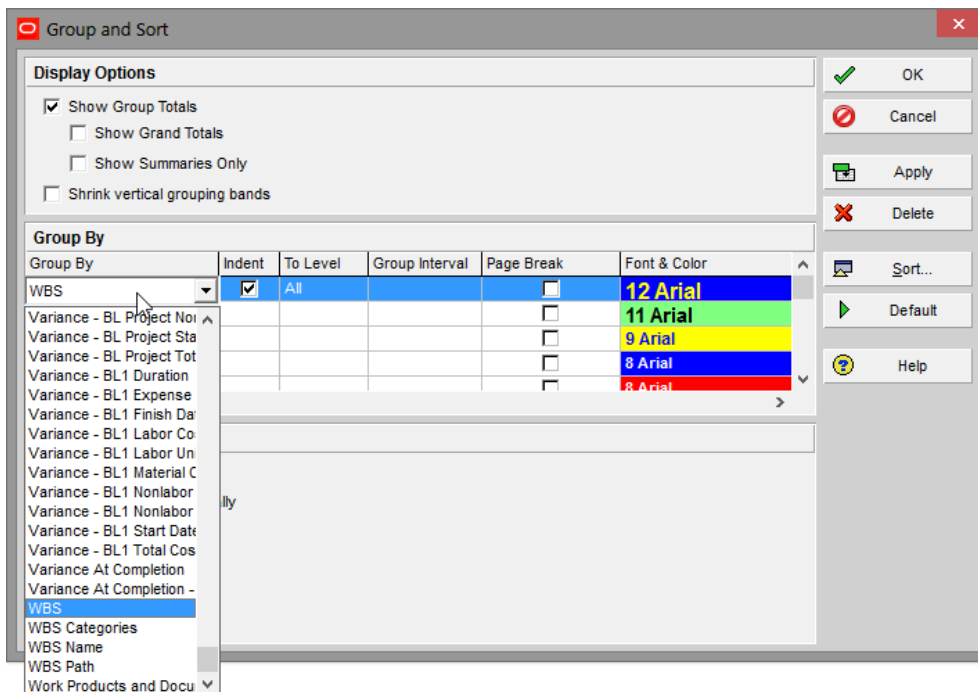 Group and Sort
Display Options
Show Group Totals
Show Grand Totals
Show Summaries Only
Shrink vertical grouping bands
OK
Cancel
Apply
Delete
Sort...
Default
Help
Group By
Group By Indent To Level Group Interval Page Break Font & Color
WBS All 12 Arial
11 Arial
9 Arial
8 Arial
8 Arial
Variance - BL Project
Variance - BL Project Sta
Variance - BL Project Tot
Variance - BL1 Duration
Variance - BL1 Expense
Variance - BL1 Finish Da
Variance - BL1 Labor Co
Variance - BL1 Labor Un
Variance - BL1 Material C
Variance - BL1 Nonlabor
Variance - BL1 Nonlabor
lly
Variance - BL1 Start Date
Variance - BL1 Total Cos
Variance At Completion
Variance At Completion -
WBS
WBS Categories
WBS Name
WBS Path
Work Products and Docu